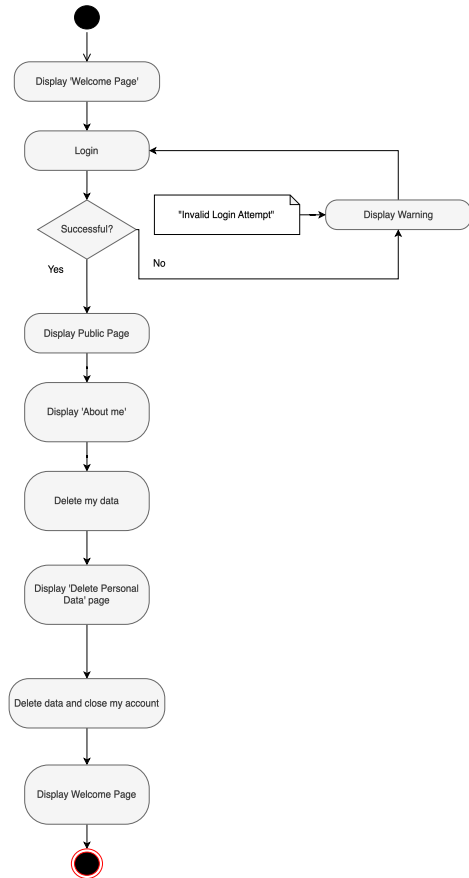 Display 'Welcome Page'
Login
"Invalid Login Attempt"
Display Warning
Successful?
Yes
No
Display Public Page
Display 'About me'
Delete my data
Display 'Delete Personal
Data' page
Delete data and close my account
Display Welcome Page